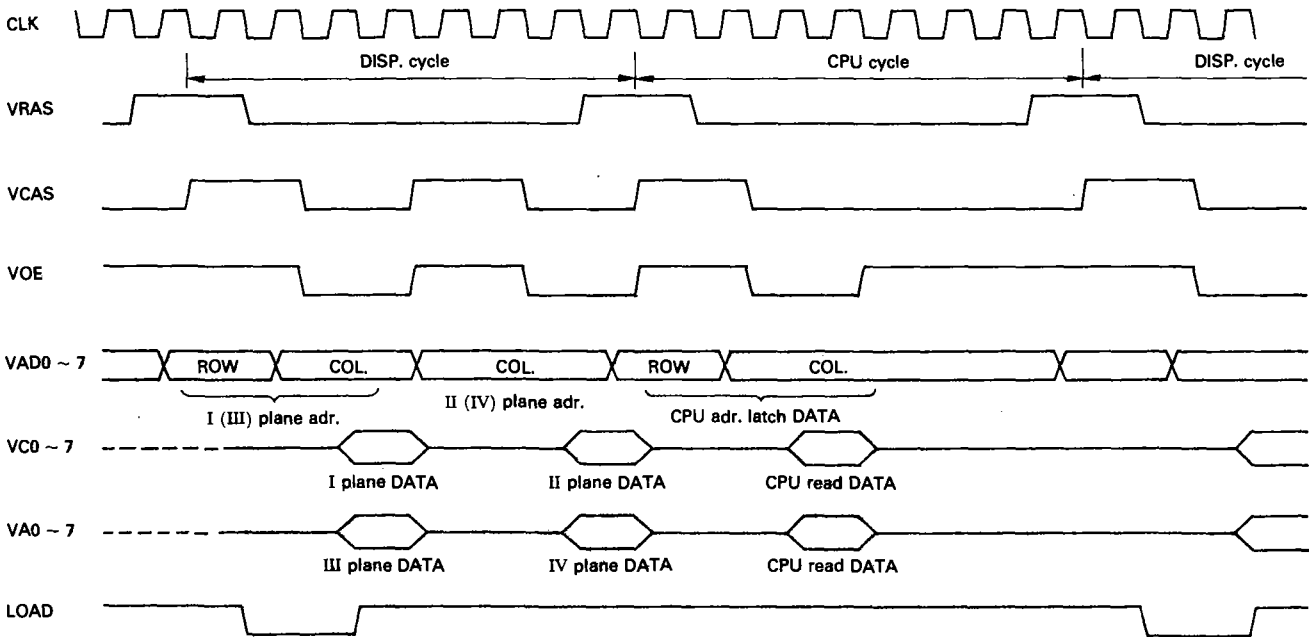 CLK
DISP. cycle CPU cycle DISP. cycle
VRAS
VCAS
VOE
VAD0 ~ 7 ROW COL. COL. ROW COL.
I (III) plane adr. II (IV) plane adr. CPU adr. latch DATA
VC0 ~ 7
I plane DATA II plane DATA CPU read DATA
VA0 ~ 7
III plane DATA IV plane DATA CPU read DATA
LOAD